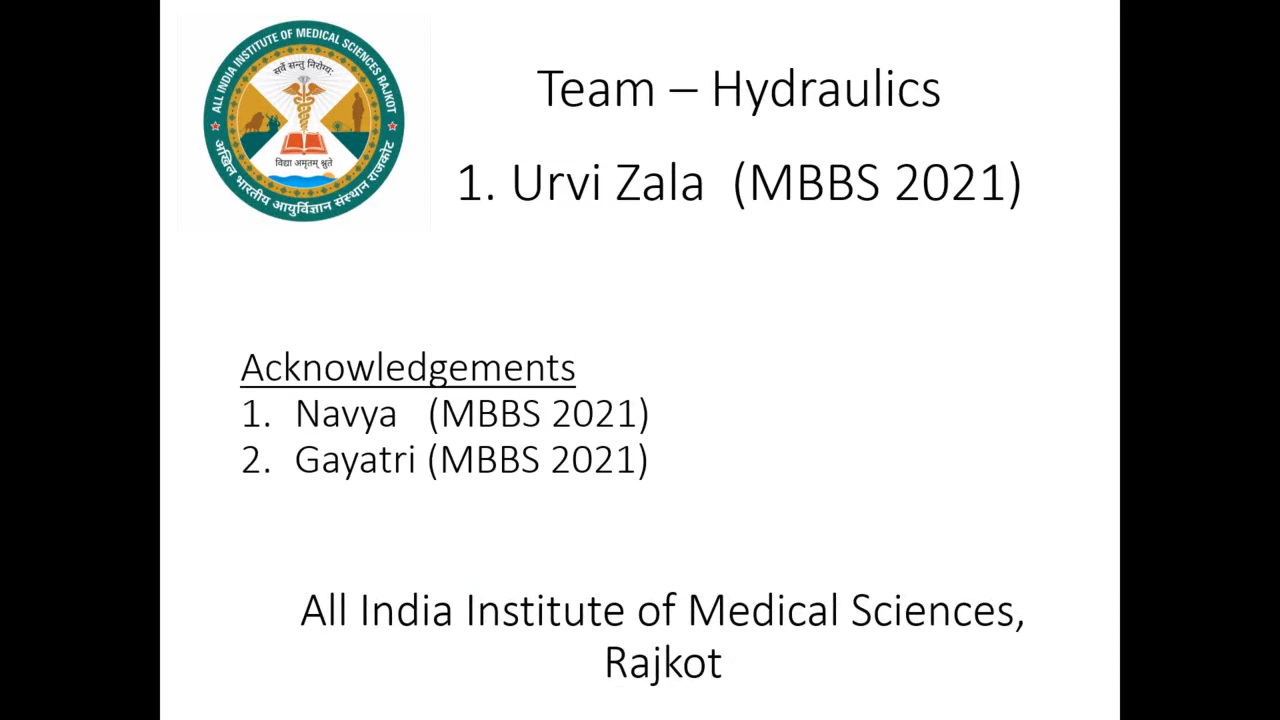 ALL INDIA INSTITUTE OF MEDICAL SCIENCES RAJKOT
सर्वे सन्तु निरोग्यः
विद्या अमृतम् श्रुते
अखिल भारतीय आयुर्विज्ञान संस्थान राजकोट
Team – Hydraulics
1. Urvi Zala (MBBS 2021)
Acknowledgements
1. Navya (MBBS 2021)
2. Gayatri (MBBS 2021)
All India Institute of Medical Sciences,
Rajkot